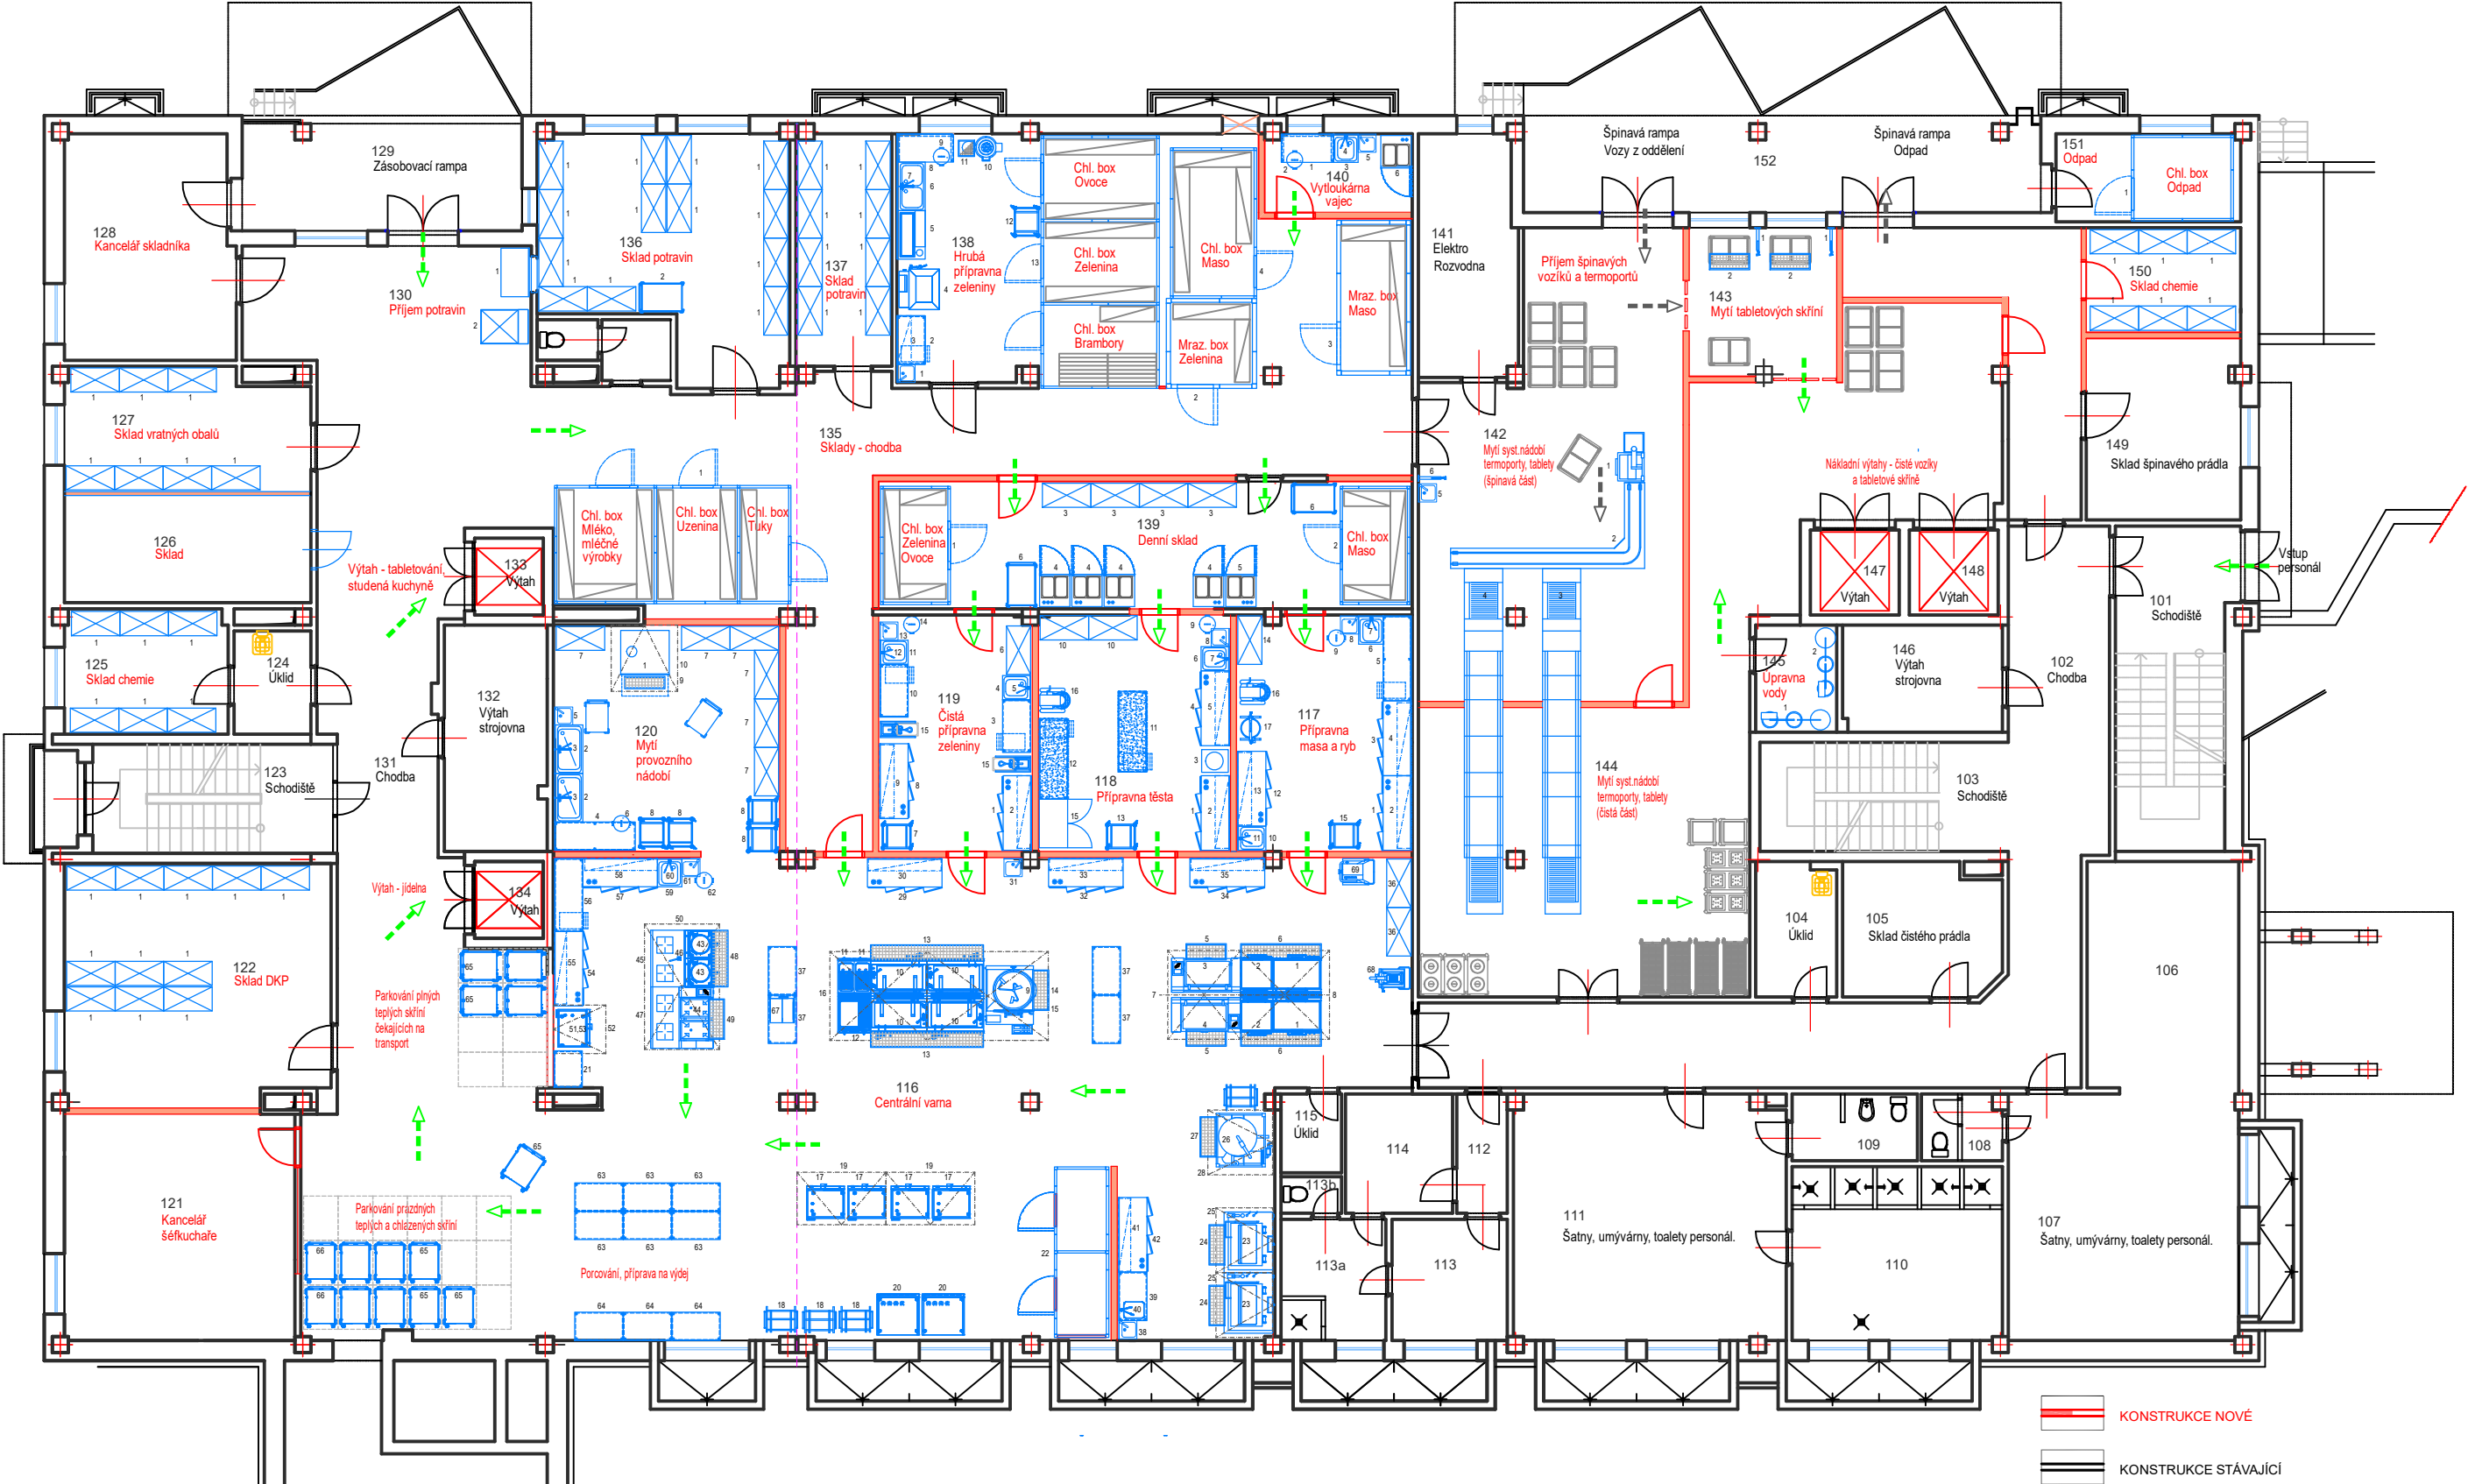 129
Zásobovací rampa
128
Kancelář skladníka
130
Příjem potravin
136
Sklad potravin
137
Sklad
potravin
138
Hrubá
přípravna
zeleniny
Chl. box
Ovoce
Chl. box
Zelenina
Chl. box
Brambory
Chl. box
Maso
Mraz. box
Zelenina
140
Vytloukárna
vajec
Mraz. box
Maso
141
Elektro
Rozvodna
Špinavá rampa
Vozy z oddělení
152
Špinavá rampa
Odpad
151
Odpad
Chl. box
Odpad
Příjem špinavých
vozíků a termoportů
143
Mytí tabletových skříní
150
Sklad chemie
127
Sklad vratných obalů
135
Sklady - chodba
142
Mytí syst.nádobí
termoporty, tablety
(špinavá část)
Nákladní výtahy - čisté vozíky
a tabletové skříně
149
Sklad špinavého prádla
126
Sklad
Výtah - tabletování,
studená kuchyně
133
Výtah
Chl. box
Mléko,
mléčné
výrobky
Chl. box
Uzenina
Chl. box
Tuky
Chl. box
Zelenina
Ovoce
139
Denní sklad
Chl. box
Maso
147
Výtah
148
Výtah
Vstup
personál
101
Schodiště
125
Sklad chemie
124
Úklid
132
Výtah
strojovna
120
Mytí
provozního
nádobí
119
Čistá
přípravna
zeleniny
118
Přípravna těsta
117
Přípravna
masa a ryb
145
Úpravna
vody
146
Výtah
strojovna
102
Chodba
123
Schodiště
131
Chodba
144
Mytí syst.nádobí
termoporty, tablety
(čistá část)
103
Schodiště
122
Sklad DKP
Výtah - jídelna
134
Výtah
Parkování plných
teplých skříní
čekajících na
transport
104
Úklid
105
Sklad čistého prádla
106
116
Centrální varna
115
Úklid
114
112
113b
113a
113
109
108
121
Kancelář
šéfkuchaře
Parkování prázdných
teplých a chlazených skříní
Porcování, příprava na výdej
111
Šatny, umývárny, toalety personál.
110
107
Šatny, umývárny, toalety personál.
KONSTRUKCE NOVÉ
KONSTRUKCE STÁVAJÍCÍ